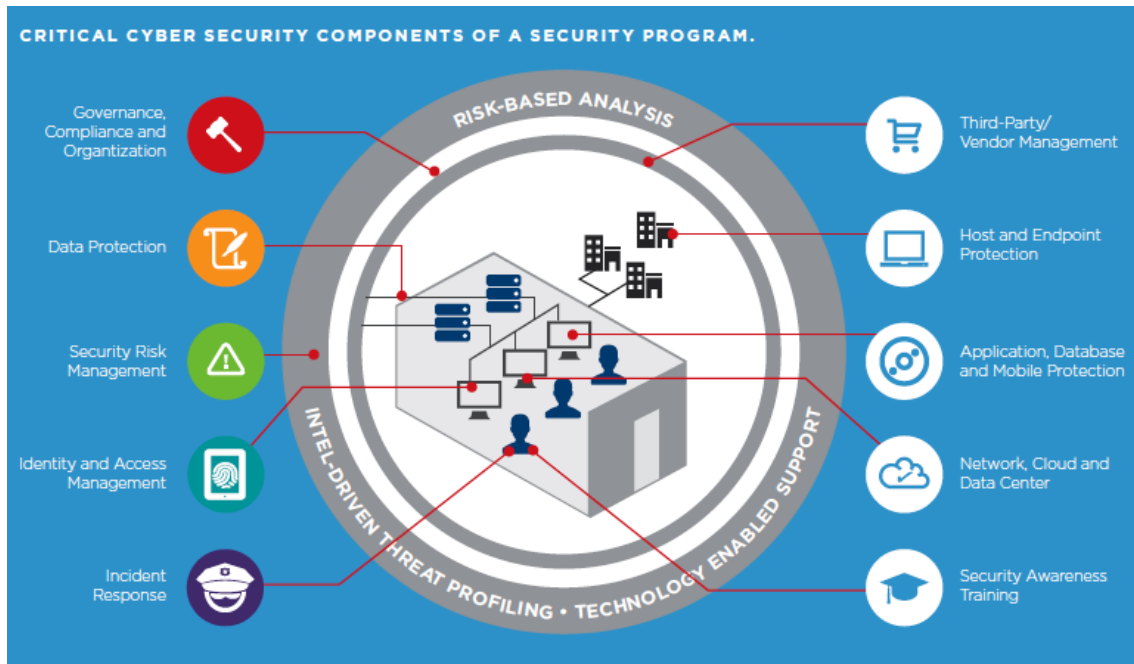 CRITICAL CYBER SECURITY COMPONENTS OF A SECURITY PROGRAM.
RISK-BASED ANALYSIS
INTEL-DRIVEN THREAT PROFILING • TECHNOLOGY ENABLED SUPPORT
Governance,
Compliance and
Organtization
Data Protection
Security Risk
Management
Identity and Access
Management
Incident
Response
Third-Party/
Vendor Management
Host and Endpoint
Protection
Application, Database
and Mobile Protection
Network, Cloud and
Data Center
Security Awareness
Training